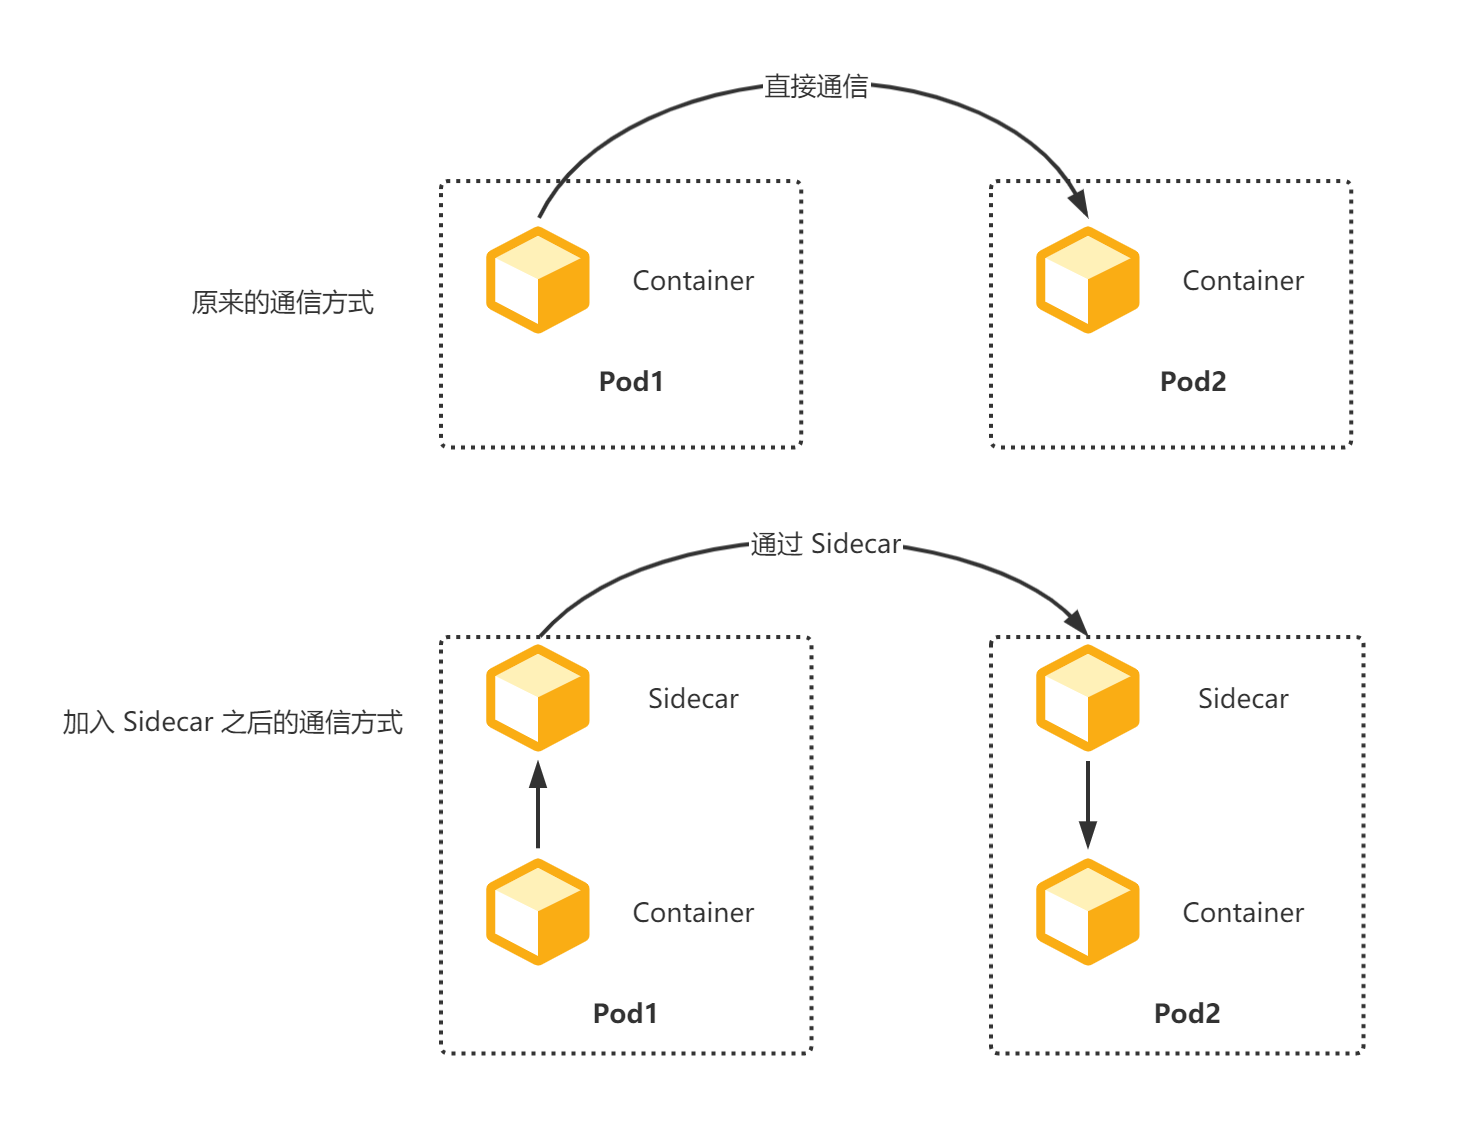 直接通信
原来的通信方式
Container
Container
Pod1
Pod2
通过 Sidecar
加入 Sidecar 之后的通信方式
Sidecar
Sidecar
Container
Container
Pod1
Pod2